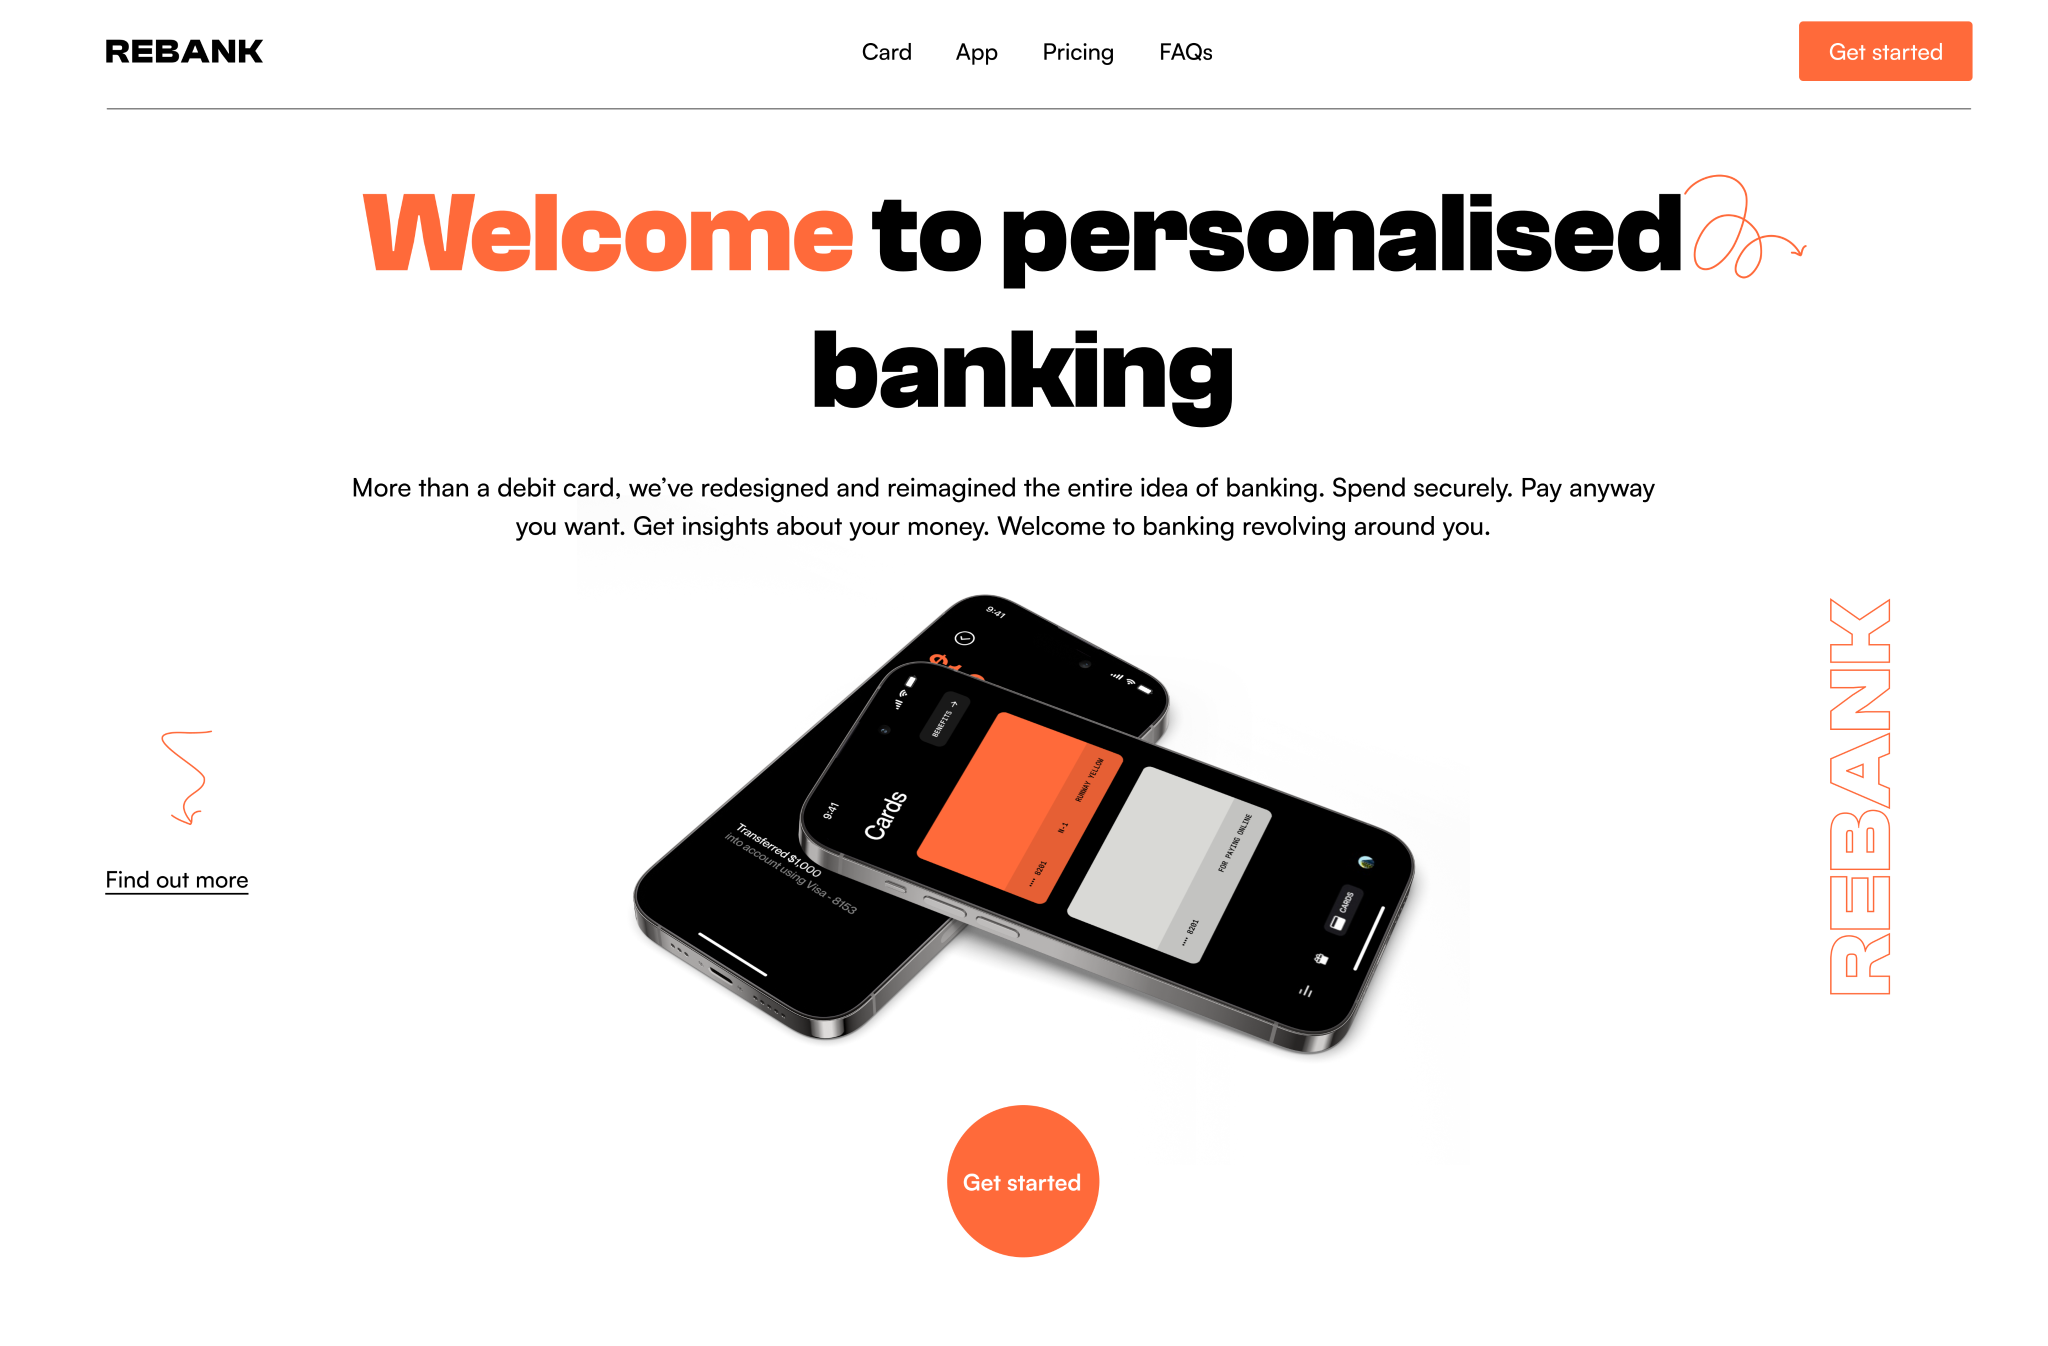 REBANK
Card
App
Pricing
FAQs
Get started
Welcome to personalised
banking
More than a debit card, we’ve redesigned and reimagined the entire idea of banking. Spend securely. Pay anyway
you want. Get insights about your money. Welcome to banking revolving around you.
9:41
Transferred $1,000
into account using Visa - 8153
9:41
Cards
BENEFITS →
RUNWAY YELLOW
N-1
•••• 8201
FOR PAYING ONLINE
•••• 8201
CARDS
REBANK
Find out more
Get started